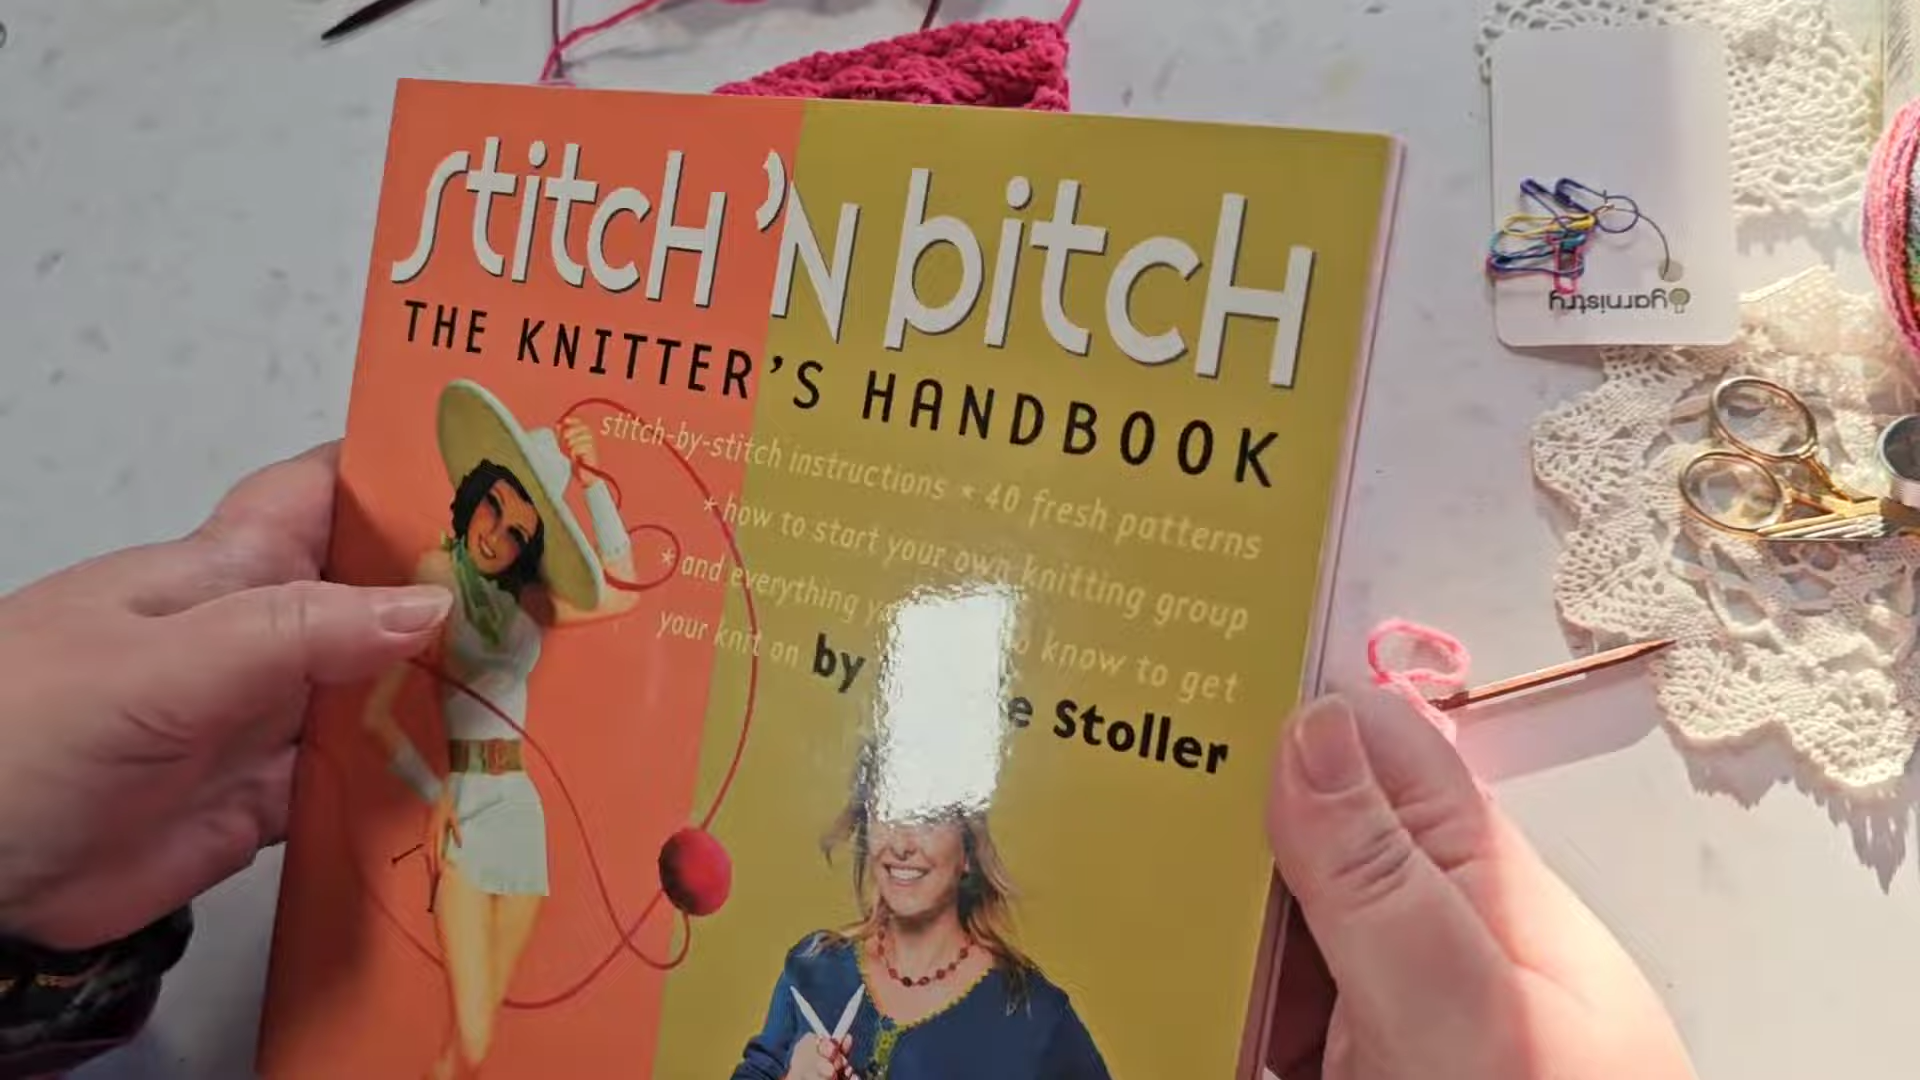 stitch 'N bitch
THE KNITTER'S HANDBOOK
stitch-by-stitch instructions * 40 fresh patterns
* how to start your own knitting group
* and everything know to get
your knit on by Stoller
yarnistry